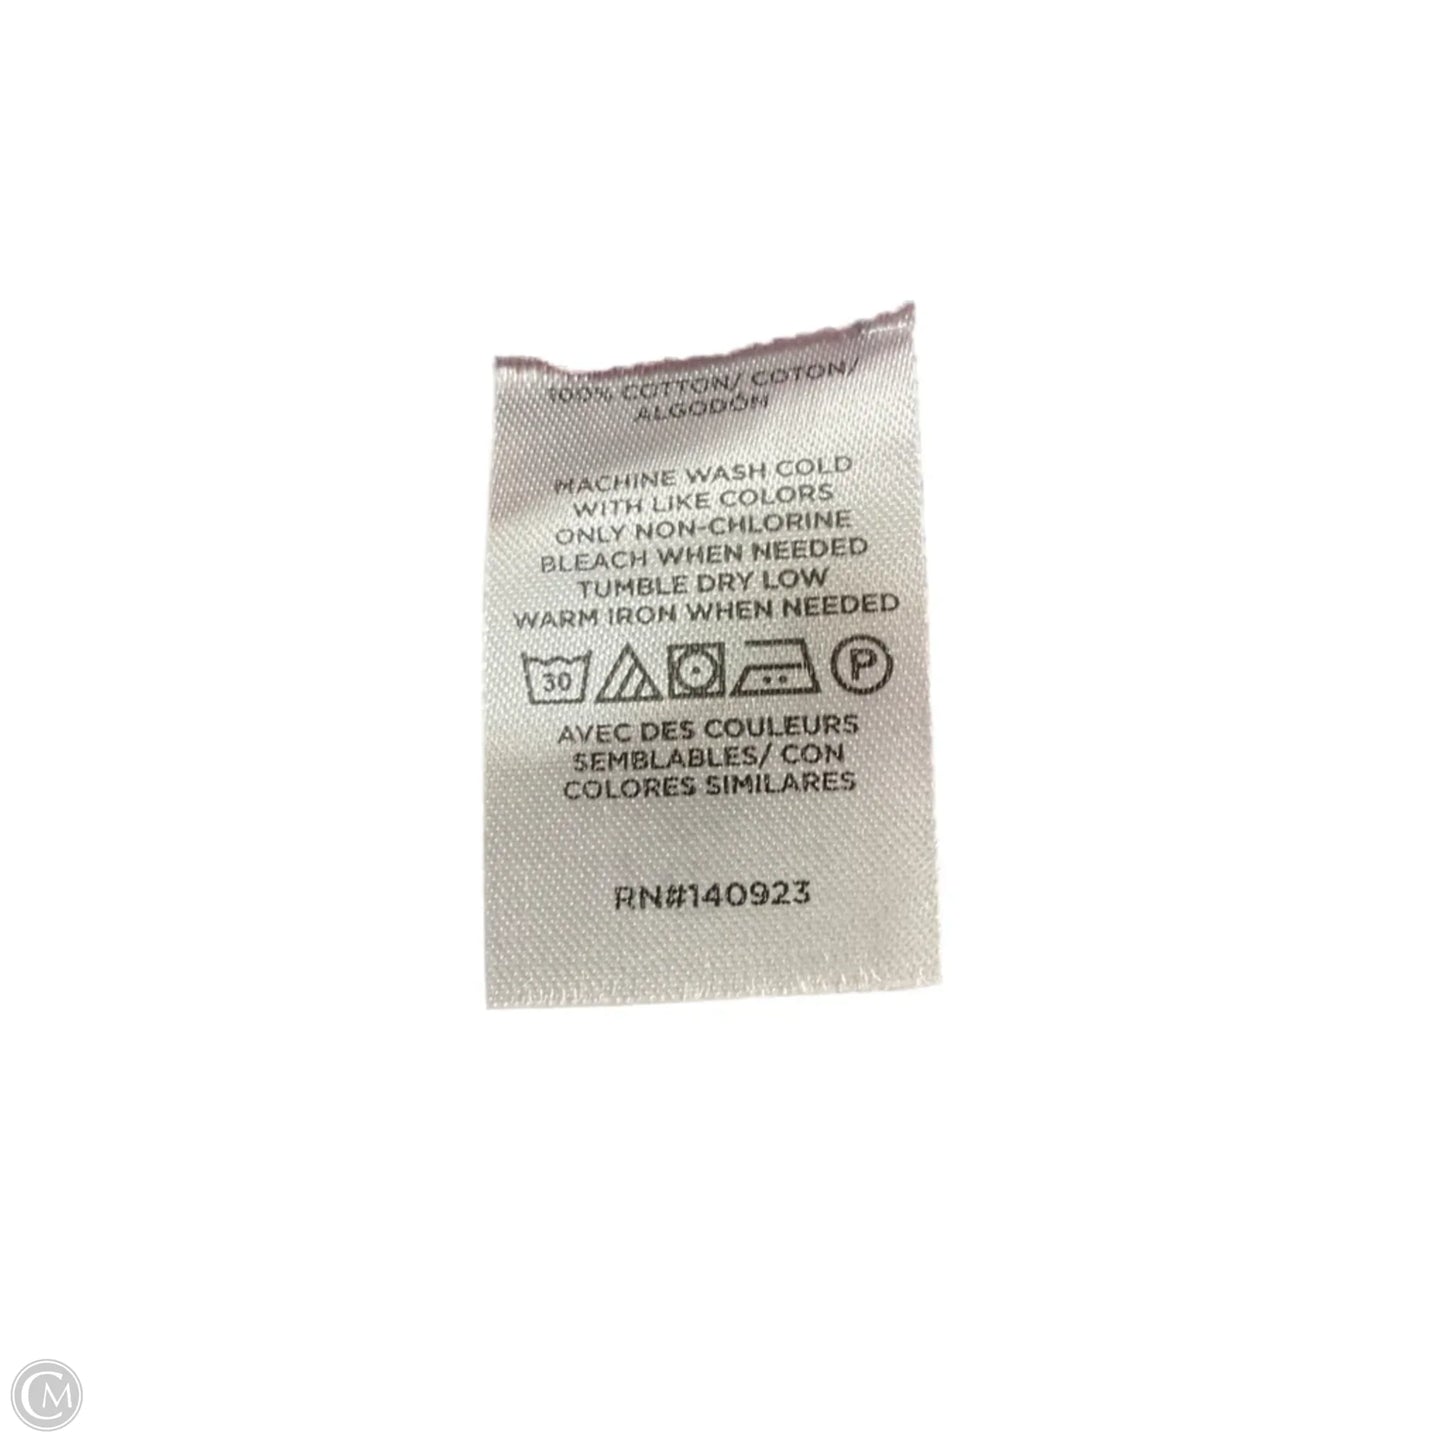 100% COTTON/ COTON/
ALGODÓN
MACHINE WASH COLD
WITH LIKE COLORS
ONLY NON-CHLORINE
BLEACH WHEN NEEDED
TUMBLE DRY LOW
WARM IRON WHEN NEEDED
30 P
AVEC DES COULEURS
SEMBLABLES/ CON
COLORES SIMILARES
RN#140923
CM